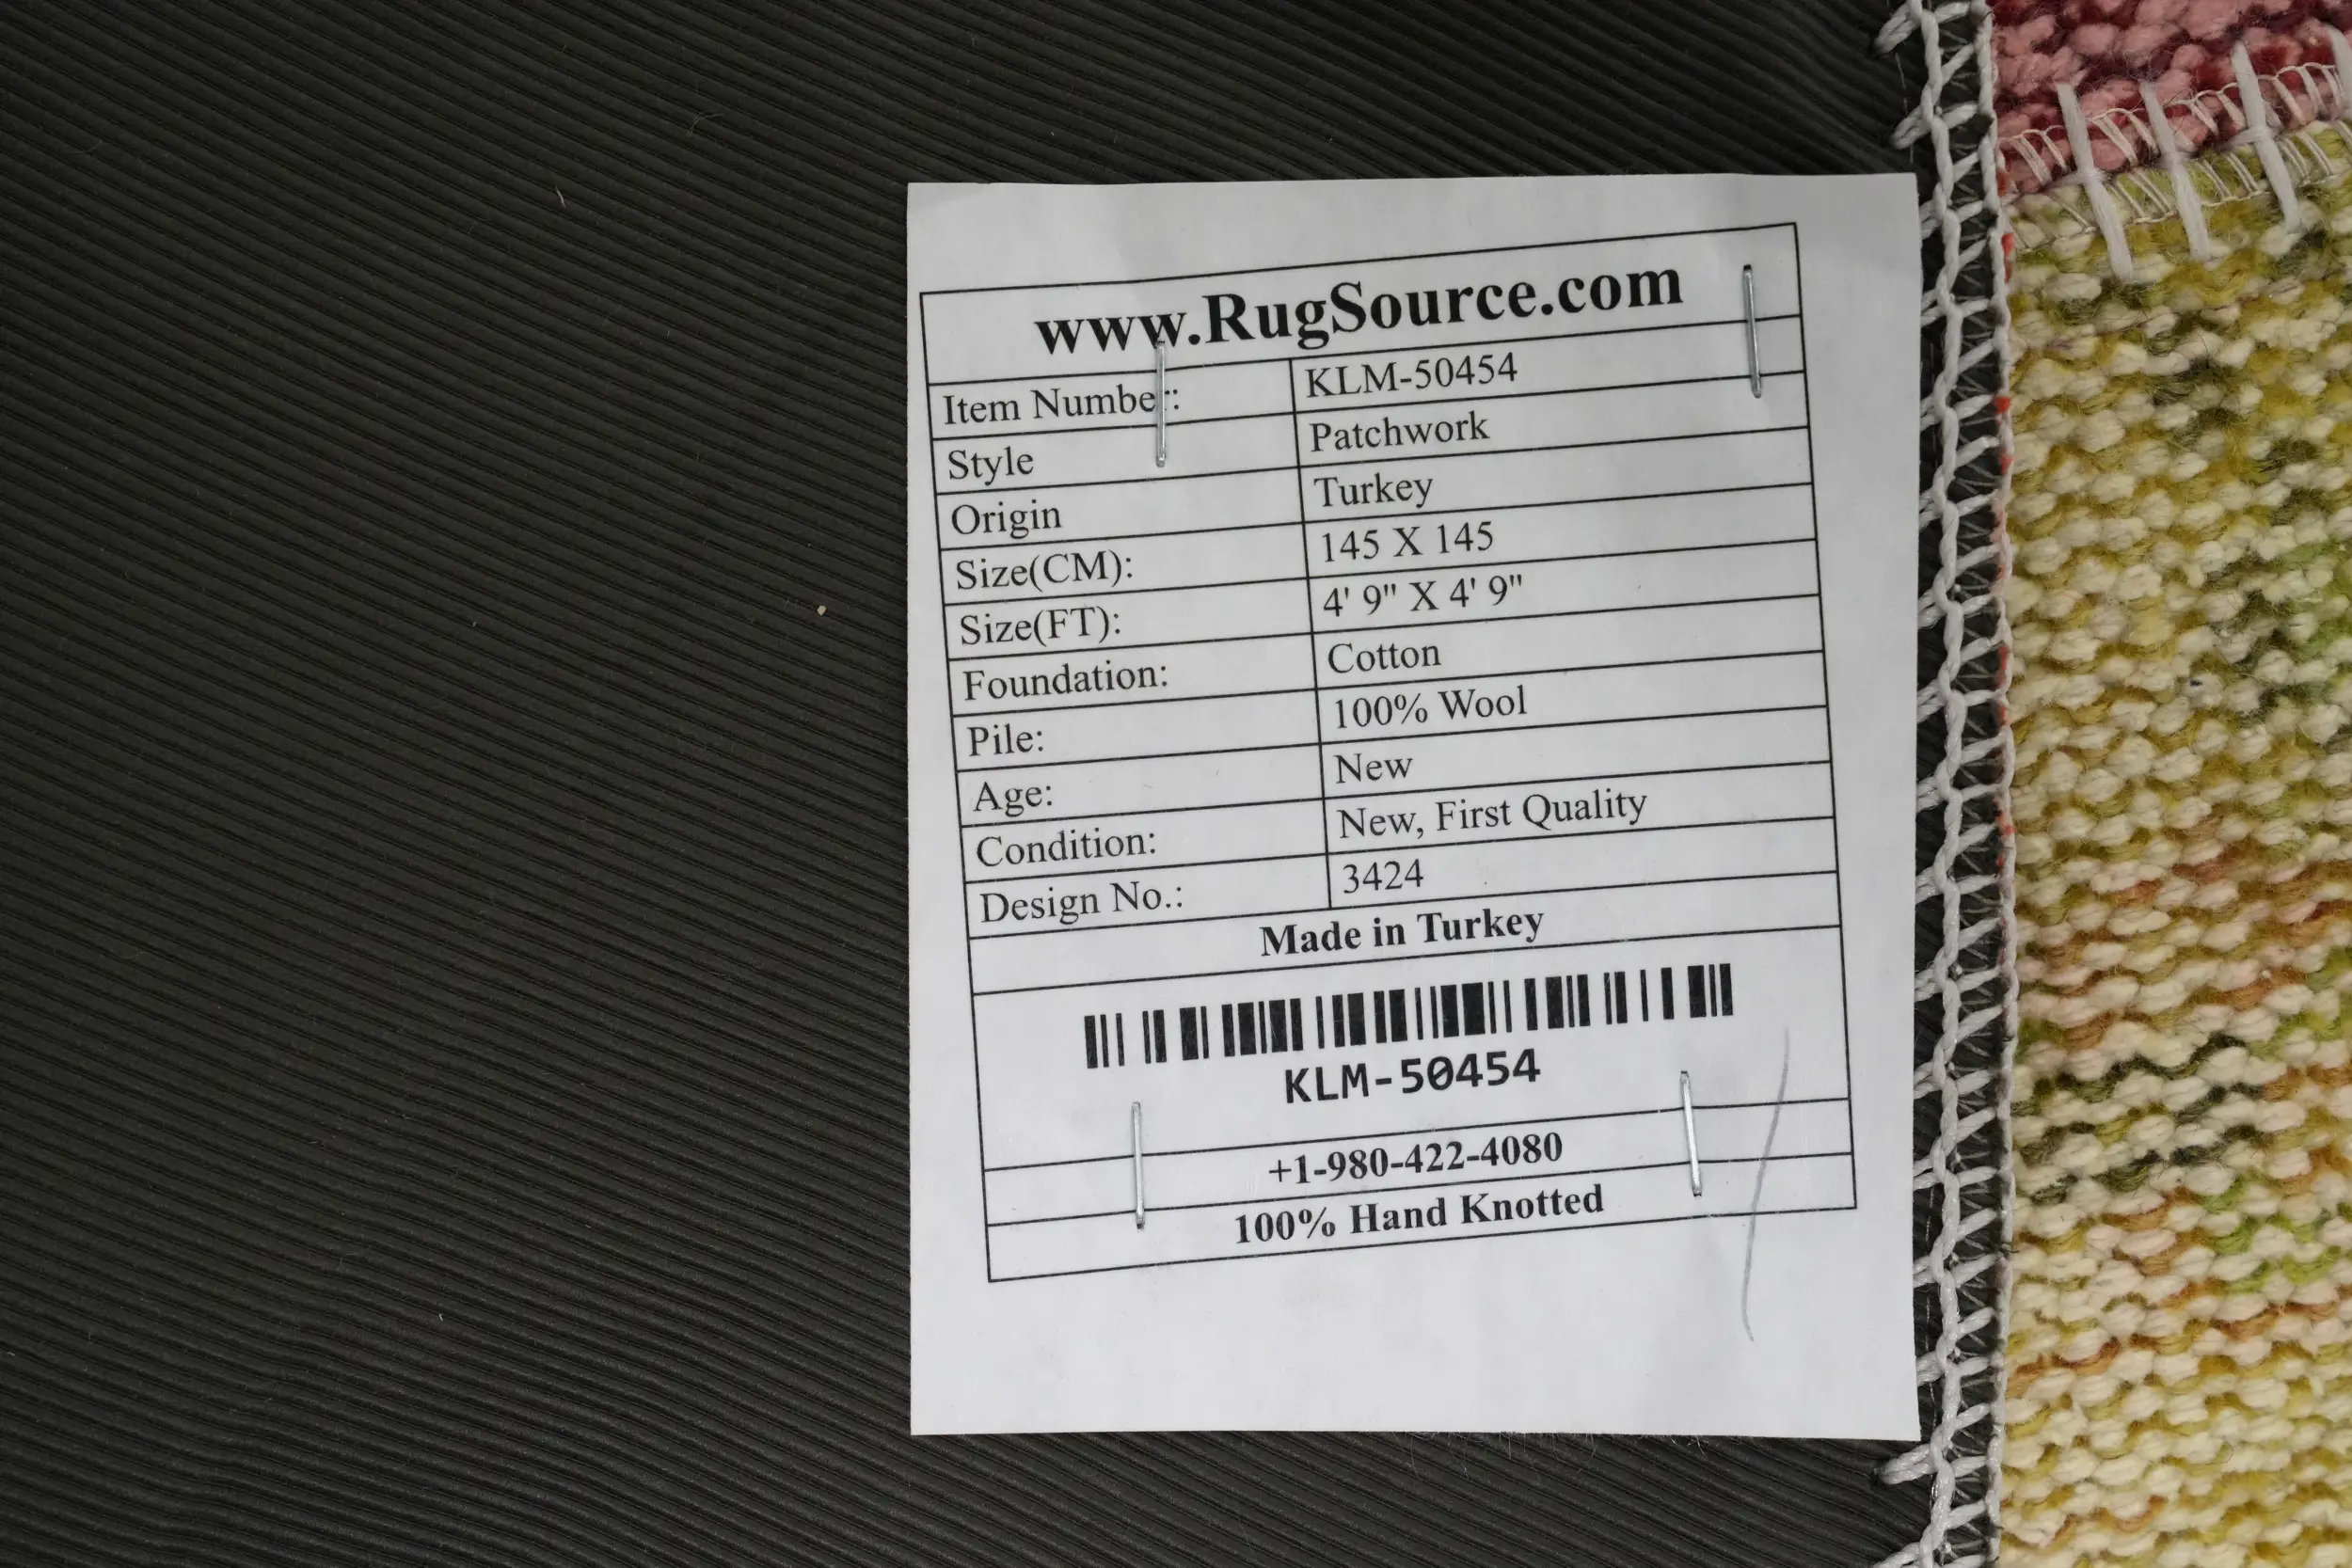 www.RugSource.com
Item Number: KLM-50454
Style Patchwork
Origin Turkey
Size(CM): 145 X 145
Size(FT): 4' 9" X 4' 9"
Foundation: Cotton
Pile: 100% Wool
Age: New
Condition: New, First Quality
Design No.: 3424
Made in Turkey
KLM-50454
+1-980-422-4080
100% Hand Knotted